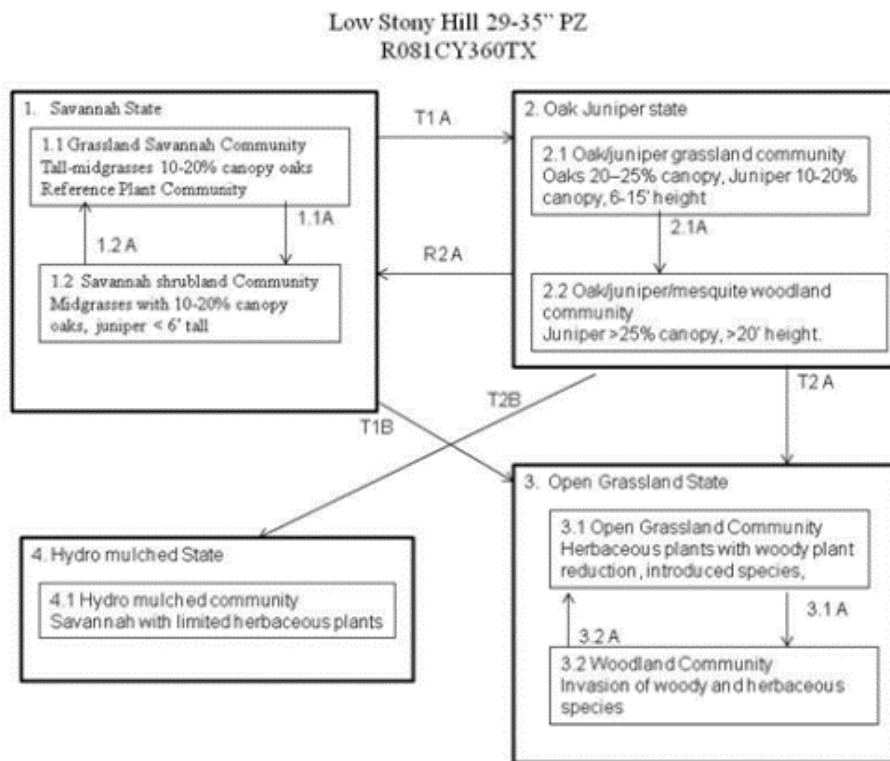 Low Stony Hill 29-35” PZ
R081CY360TX
1. Savannah State
1.1 Grassland Savannah Community
Tall-midgrasses 10-20% canopy oaks
Reference Plant Community
1.2 A
1.1A
1.2 Savannah shrubland Community
Midgrasses with 10-20% canopy
oaks, juniper < 6' tall
T1 A
R2 A
2. Oak Juniper state
2.1 Oak/juniper grassland community
Oaks 20–25% canopy, Juniper 10-20%
canopy, 6-15' height
2.1A
2.2 Oak/juniper/mesquite woodland
community
Juniper >25% canopy, >20' height.
T1B
T2B
T2 A
3. Open Grassland State
3.1 Open Grassland Community
Herbaceous plants with woody plant
reduction, introduced species,
3.2 A
3.1 A
3.2 Woodland Community
Invasion of woody and herbaceous
species
4. Hydro mulched State
4.1 Hydro mulched community
Savannah with limited herbaceous plants